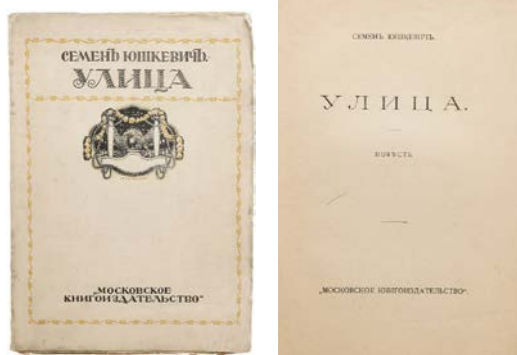 СЕМЕНЪ ЮШКЕВИЧЪ.
УЛИЦА
„МОСКОВСКОЕ
КНИГОИЗДАТЕЛЬСТВО“
СЕМЕНЪ ЮШКЕВИЧЪ.
УЛИЦА.
ПОВѢСТЬ.
„МОСКОВСКОЕ КНИГОИЗДАТЕЛЬСТВО“.